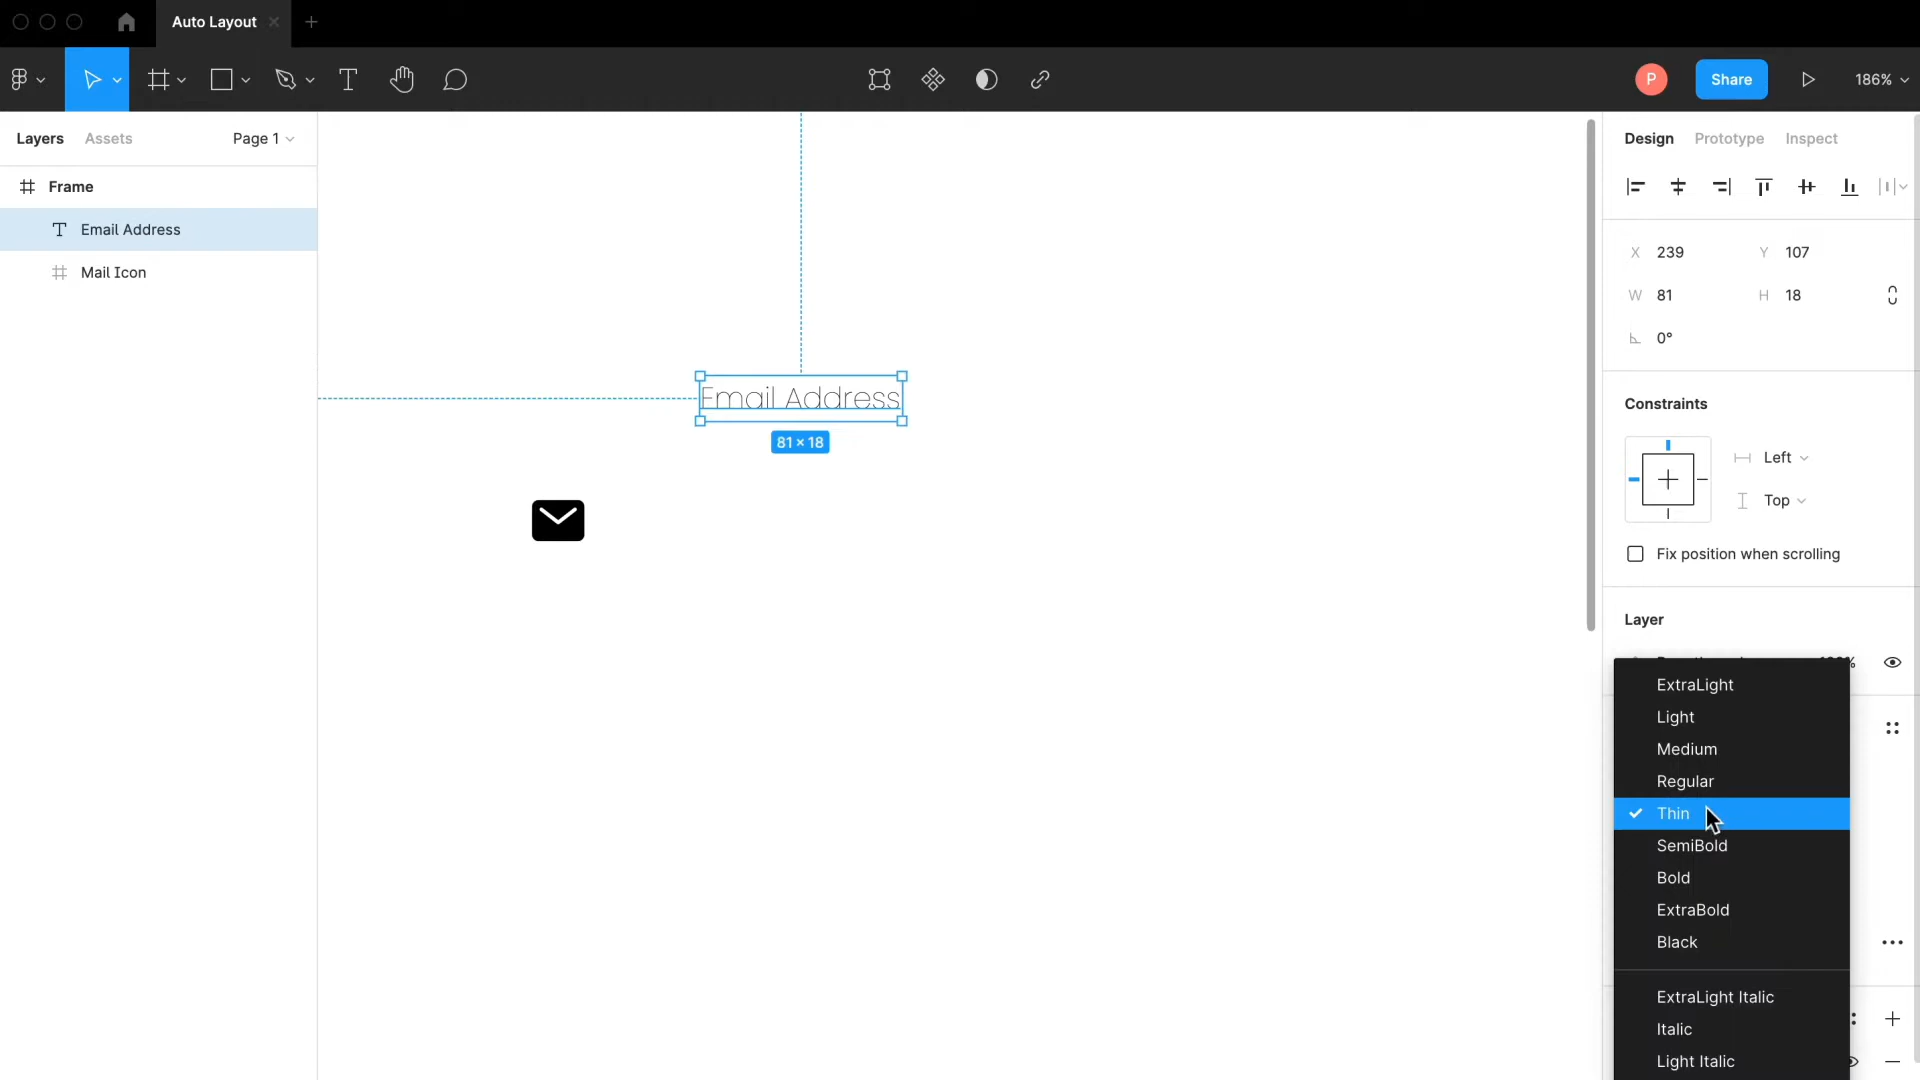 Auto Layout
P
Share
186%
Layers
Assets
Page 1
Design
Prototype
Inspect
Frame
Email Address
Mail Icon
X 239
Y 107
W 81
H 18
0°
Constraints
Left
Top
Fix position when scrolling
Email Address
81 × 18
Layer
ExtraLight
Light
Medium
Regular
Thin
SemiBold
Bold
ExtraBold
Black
ExtraLight Italic
Italic
Light Italic